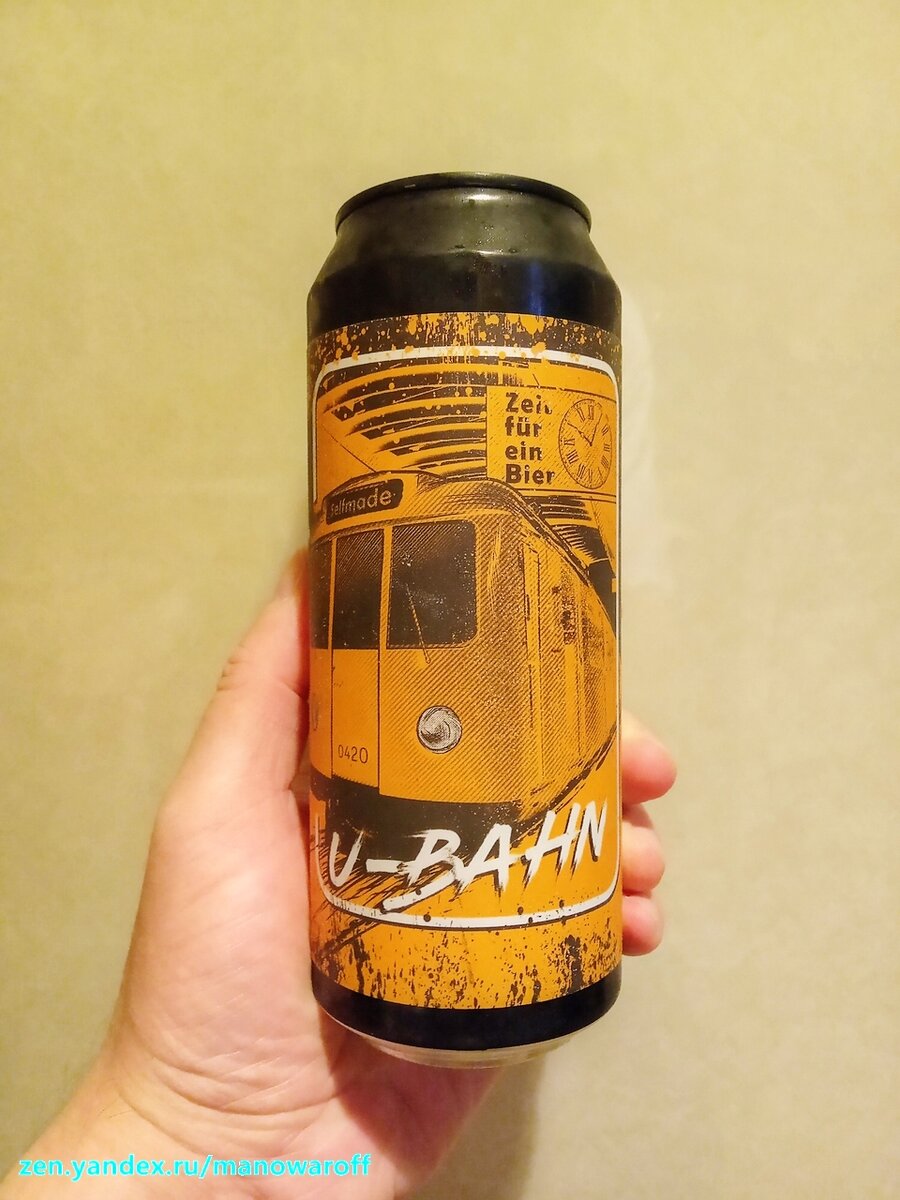 Zeit
für
ein
Bier
Selfmade
0420
U-BAHN
zen.yandex.ru/manowaroff